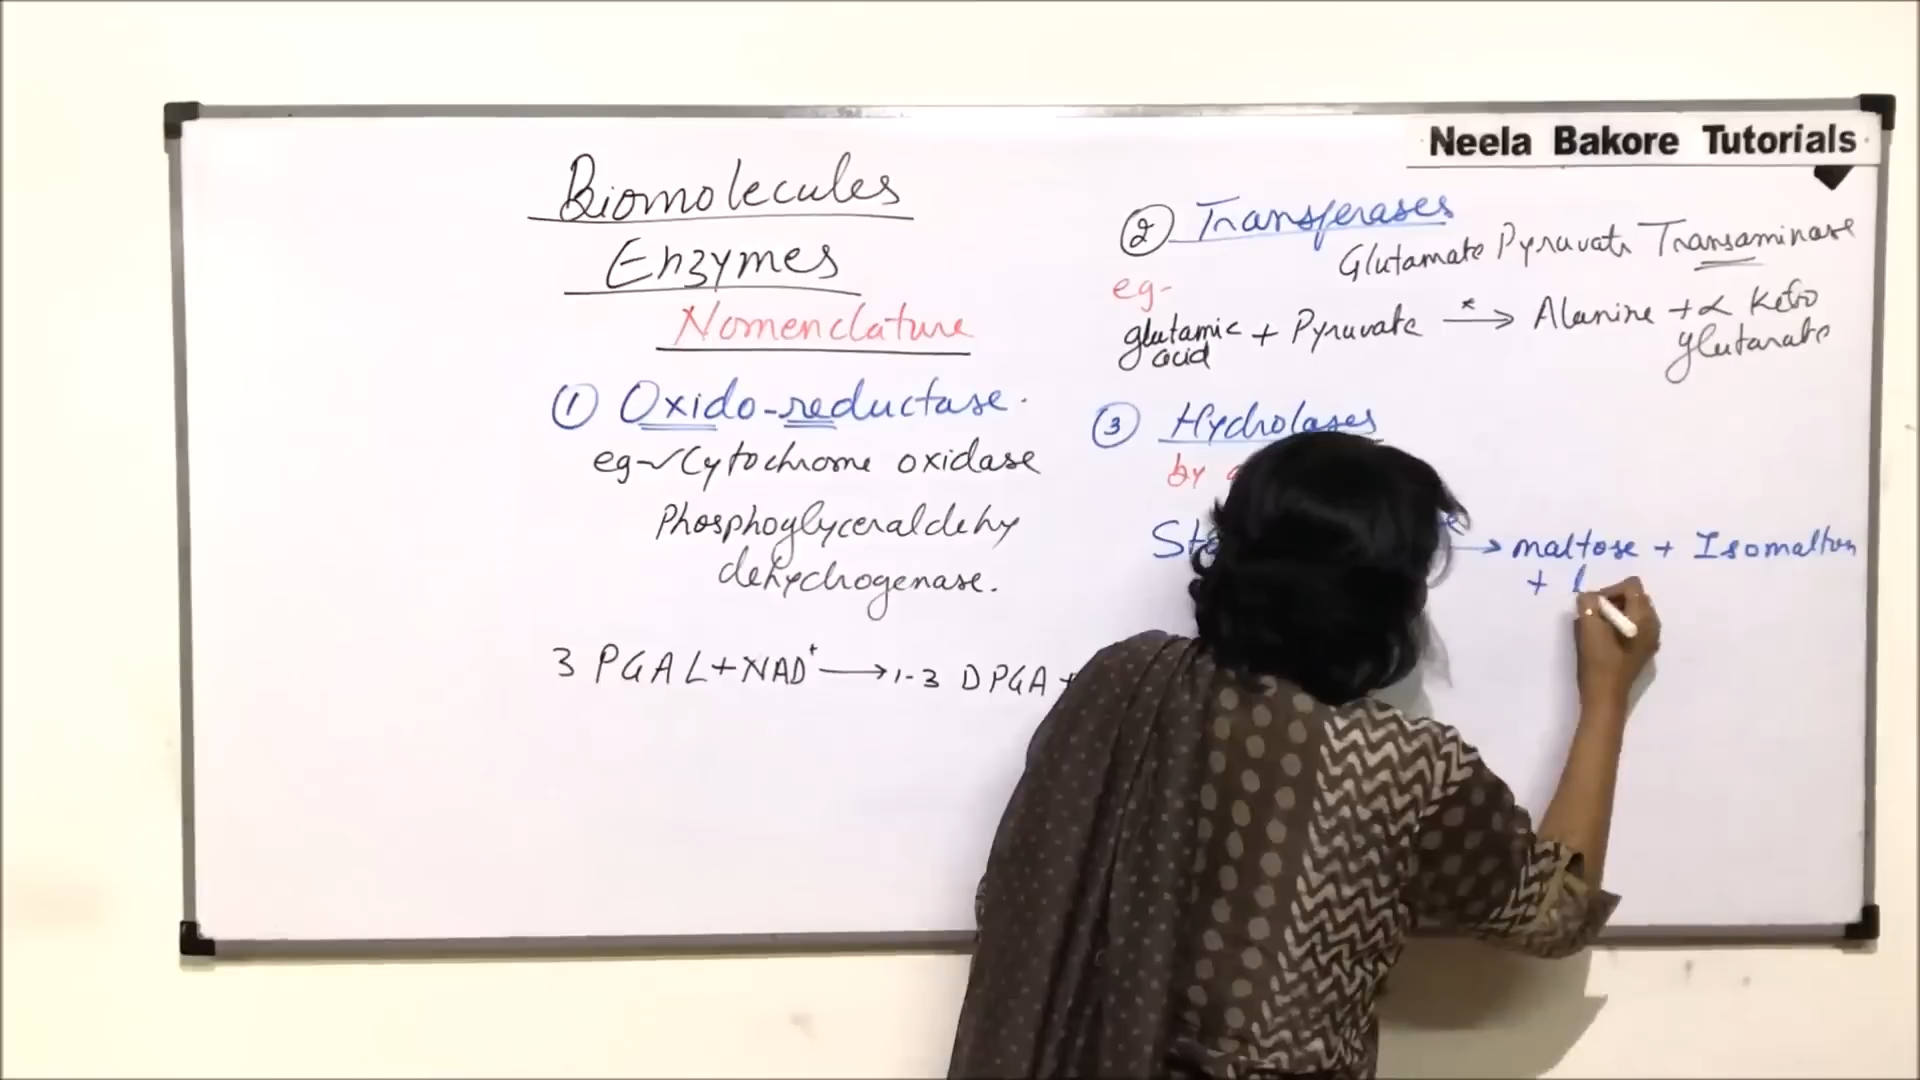 Neela Bakore Tutorials
Biomolecules
Enzymes
Nomenclature
① Oxido-reductase.
eg- Cytochrome oxidase
Phosphoglyceraldehy
dehydrogenase.
3 PGAL + NAD⁺ → 1-3 DPGA +
② Transferases
Glutamate Pyruvate Transaminase
eg-
glutamic acid + Pyruvate ˣ→ Alanine + α Keto glutarate
③ Hydrolases
by
→ maltose + Isomaltose
+